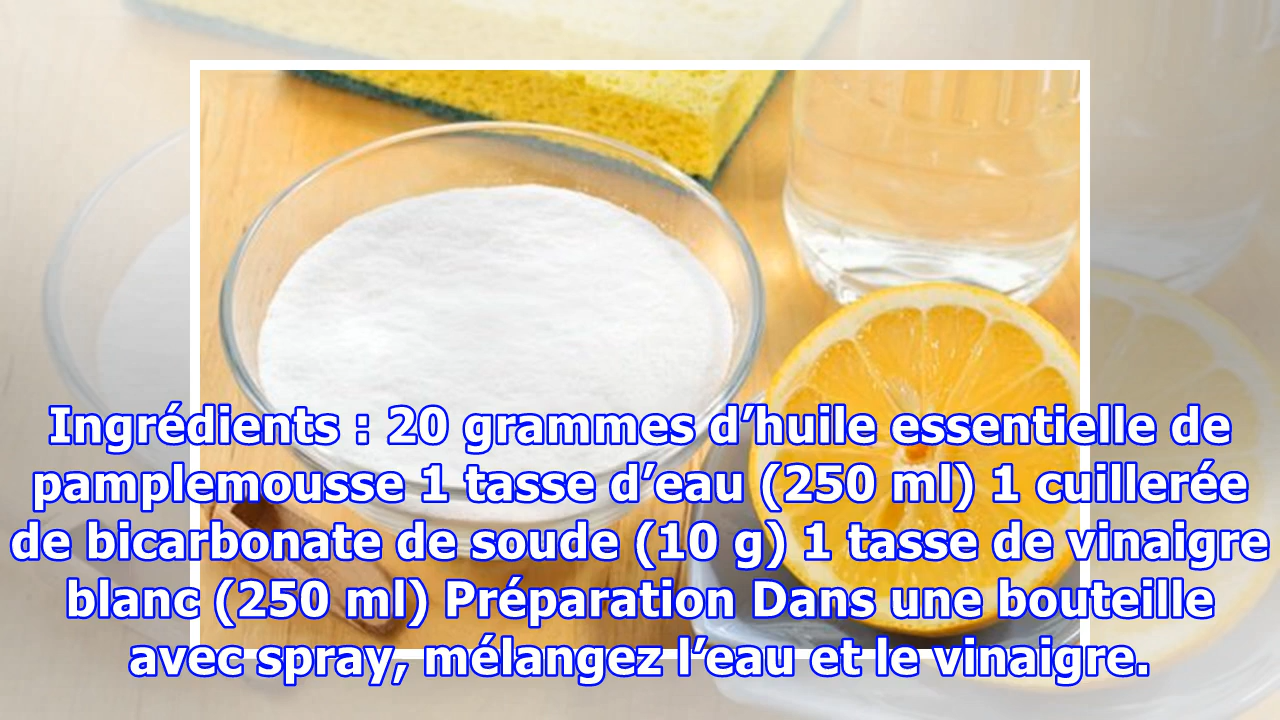 Ingrédients : 20 grammes d’huile essentielle de
pamplemousse 1 tasse d’eau (250 ml) 1 cuillerée
de bicarbonate de soude (10 g) 1 tasse de vinaigre
blanc (250 ml) Préparation Dans une bouteille
avec spray, mélangez l’eau et le vinaigre.